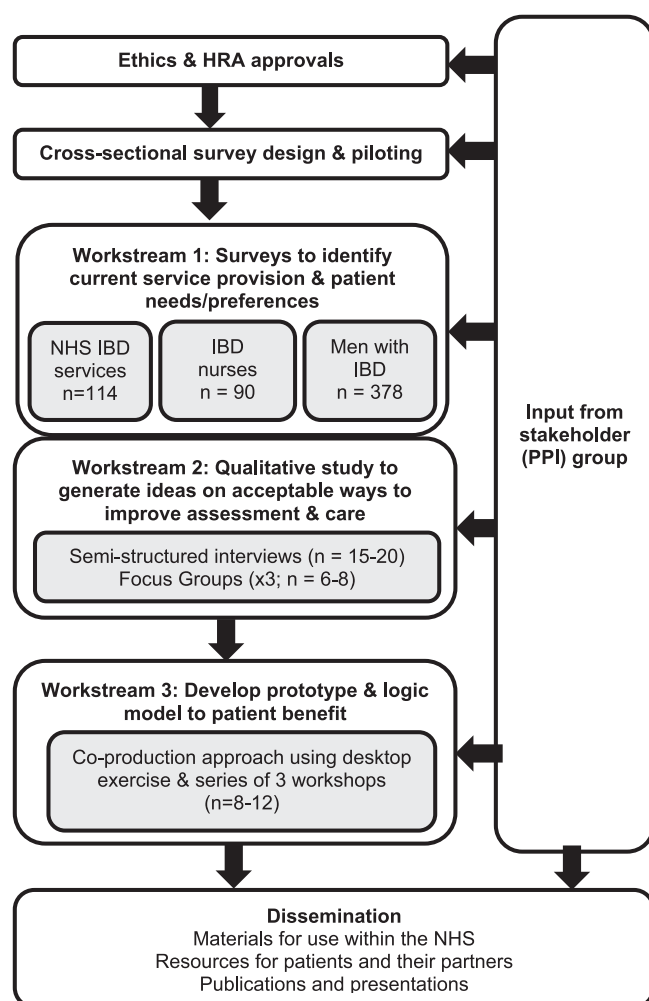 Ethics & HRA approvals
Cross-sectional survey design & piloting
Workstream 1: Surveys to identify
current service provision & patient
needs/preferences
NHS IBD
services
n=114
IBD
nurses
n = 90
Men with
IBD
n = 378
Workstream 2: Qualitative study to
generate ideas on acceptable ways to
improve assessment & care
Semi-structured interviews (n = 15-20)
Focus Groups (x3; n = 6-8)
Workstream 3: Develop prototype & logic
model to patient benefit
Co-production approach using desktop
exercise & series of 3 workshops
(n=8-12)
Input from
stakeholder
(PPI) group
Dissemination
Materials for use within the NHS
Resources for patients and their partners
Publications and presentations